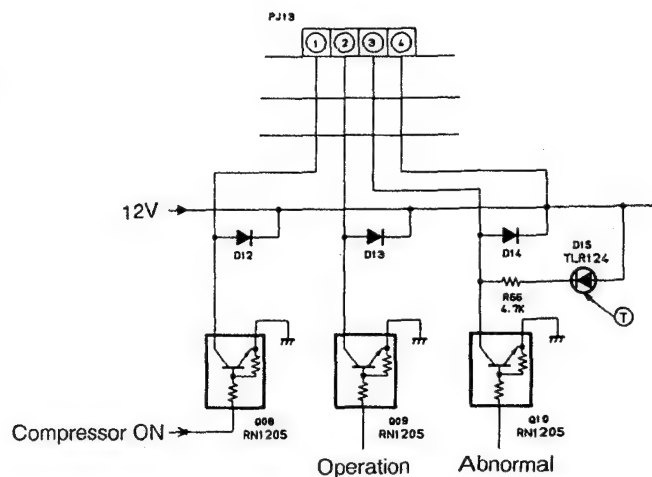 PJ13
1 2 3 4
12V
D12
D13
D14
D15
TLR124
R66
4.7K
T
Q08
RN1205
Q09
RN1205
Q10
RN1205
Compressor ON
Operation
Abnormal